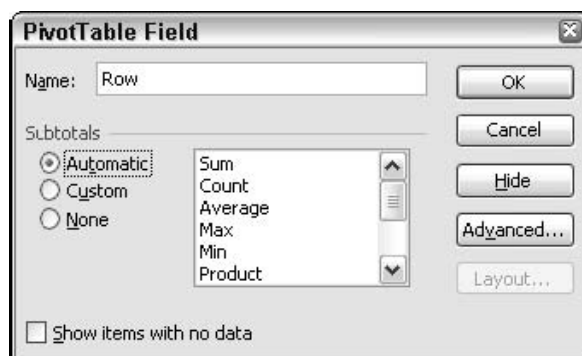 PivotTable Field
Name: Row
OK
Subtotals
Cancel
Automatic
Custom
None
Sum
Count
Average
Max
Min
Product
Hide
Advanced...
Layout...
Show items with no data